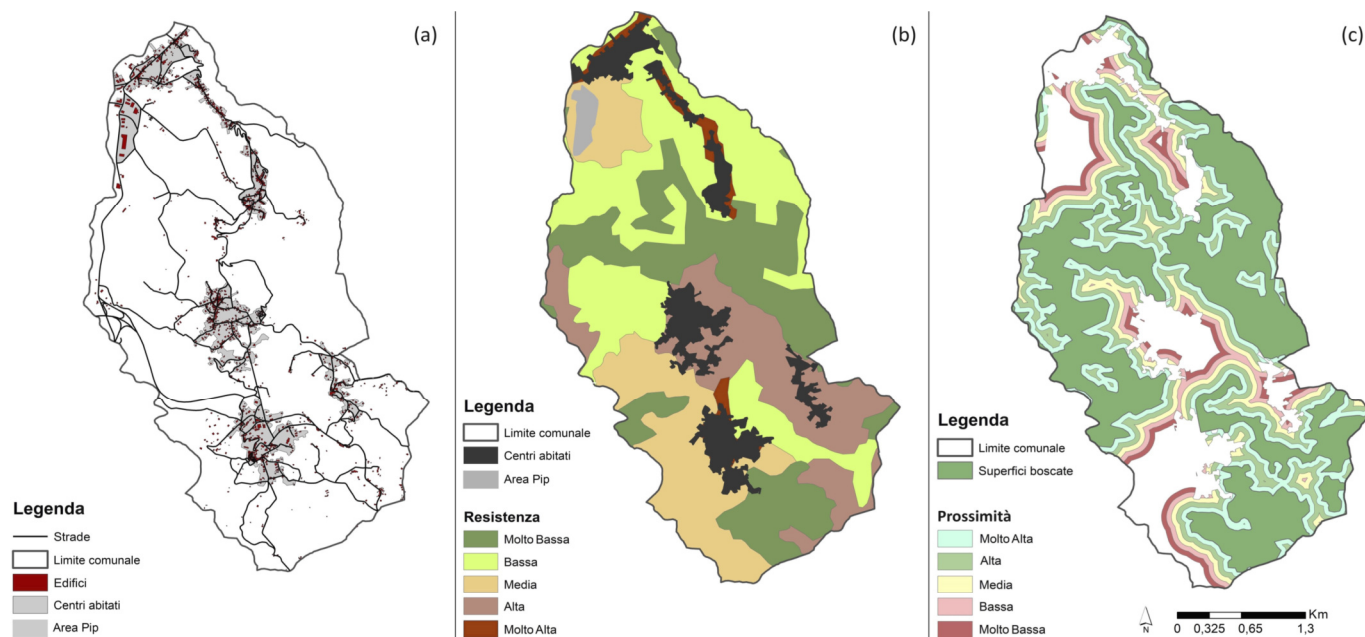 (a)
Legenda
Strade
Limite comunale
Edifici
Centri abitati
Area Pip
(b)
Legenda
Limite comunale
Centri abitati
Area Pip
Resistenza
Molto Bassa
Bassa
Media
Alta
Molto Alta
(c)
Legenda
Limite comunale
Superfici boscate
Prossimità
Molto Alta
Alta
Media
Bassa
Molto Bassa
N
Km
0 0,325 0,65 1,3